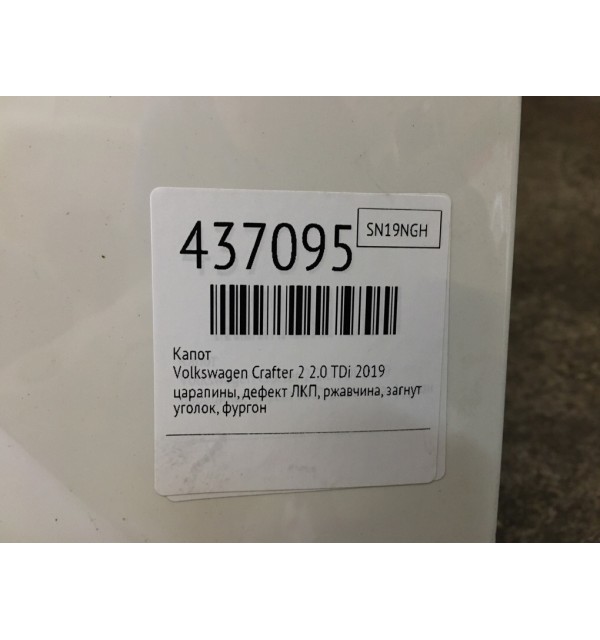 437095
SN19NGH
Капот
Volkswagen Crafter 2 2.0 TDi 2019
царапины, дефект ЛКП, ржавчина, загнут
уголок, фургон